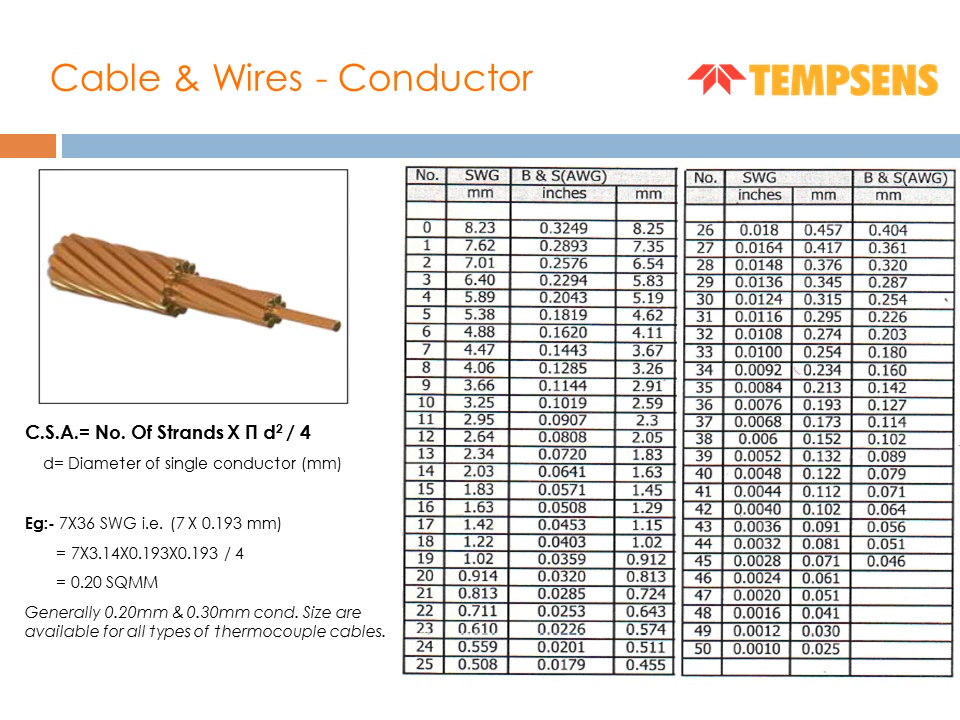 Cable & Wires - Conductor
TEMPSENS
C.S.A.= No. Of Strands X Π d² / 4
d= Diameter of single conductor (mm)
Eg:- 7X36 SWG i.e. (7 X 0.193 mm)
= 7X3.14X0.193X0.193 / 4
= 0.20 SQMM
Generally 0.20mm & 0.30mm cond. Size are
available for all types of thermocouple cables.
No. SWG B & S(AWG)
mm inches mm
0 8.23 0.3249 8.25
1 7.62 0.2893 7.35
2 7.01 0.2576 6.54
3 6.40 0.2294 5.83
4 5.89 0.2043 5.19
5 5.38 0.1819 4.62
6 4.88 0.1620 4.11
7 4.47 0.1443 3.67
8 4.06 0.1285 3.26
9 3.66 0.1144 2.91
10 3.25 0.1019 2.59
11 2.95 0.0907 2.3
12 2.64 0.0808 2.05
13 2.34 0.0720 1.83
14 2.03 0.0641 1.63
15 1.83 0.0571 1.45
16 1.63 0.0508 1.29
17 1.42 0.0453 1.15
18 1.22 0.0403 1.02
19 1.02 0.0359 0.912
20 0.914 0.0320 0.813
21 0.813 0.0285 0.724
22 0.711 0.0253 0.643
23 0.610 0.0226 0.574
24 0.559 0.0201 0.511
25 0.508 0.0179 0.455
No. SWG B & S(AWG)
inches mm mm
26 0.018 0.457 0.404
27 0.0164 0.417 0.361
28 0.0148 0.376 0.320
29 0.0136 0.345 0.287
30 0.0124 0.315 0.254
31 0.0116 0.295 0.226
32 0.0108 0.274 0.203
33 0.0100 0.254 0.180
34 0.0092 0.234 0.160
35 0.0084 0.213 0.142
36 0.0076 0.193 0.127
37 0.0068 0.173 0.114
38 0.006 0.152 0.102
39 0.0052 0.132 0.089
40 0.0048 0.122 0.079
41 0.0044 0.112 0.071
42 0.0040 0.102 0.064
43 0.0036 0.091 0.056
44 0.0032 0.081 0.051
45 0.0028 0.071 0.046
46 0.0024 0.061
47 0.0020 0.051
48 0.0016 0.041
49 0.0012 0.030
50 0.0010 0.025